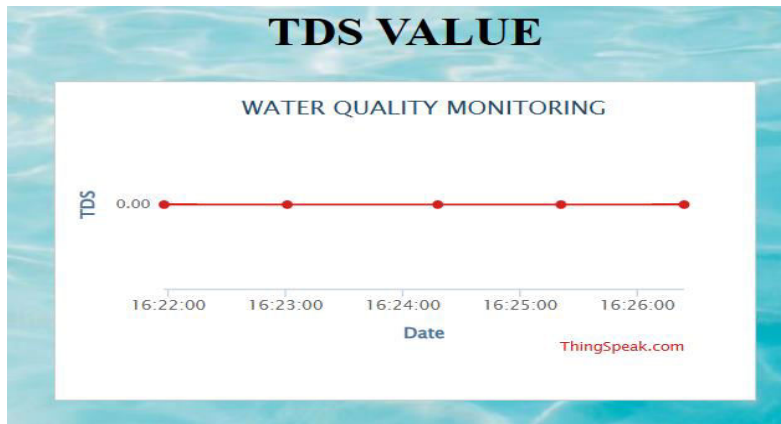 TDS VALUE
WATER QUALITY MONITORING
TDS
0.00
16:22:00 16:23:00 16:24:00 16:25:00 16:26:00
Date
ThingSpeak.com